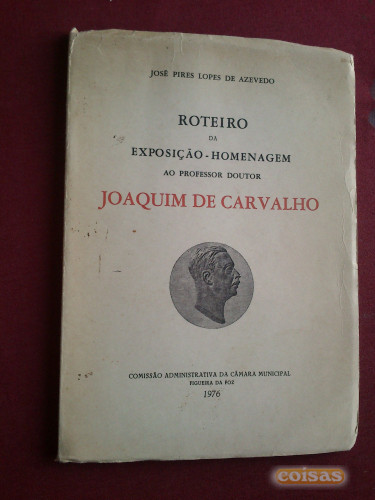 JOSÉ PIRES LOPES DE AZEVEDO
ROTEIRO
DA
EXPOSIÇÃO-HOMENAGEM
AO PROFESSOR DOUTOR
JOAQUIM DE CARVALHO
COMISSÃO ADMINISTRATIVA DA CÂMARA MUNICIPAL
FIGUEIRA DA FOZ
1976
coisas